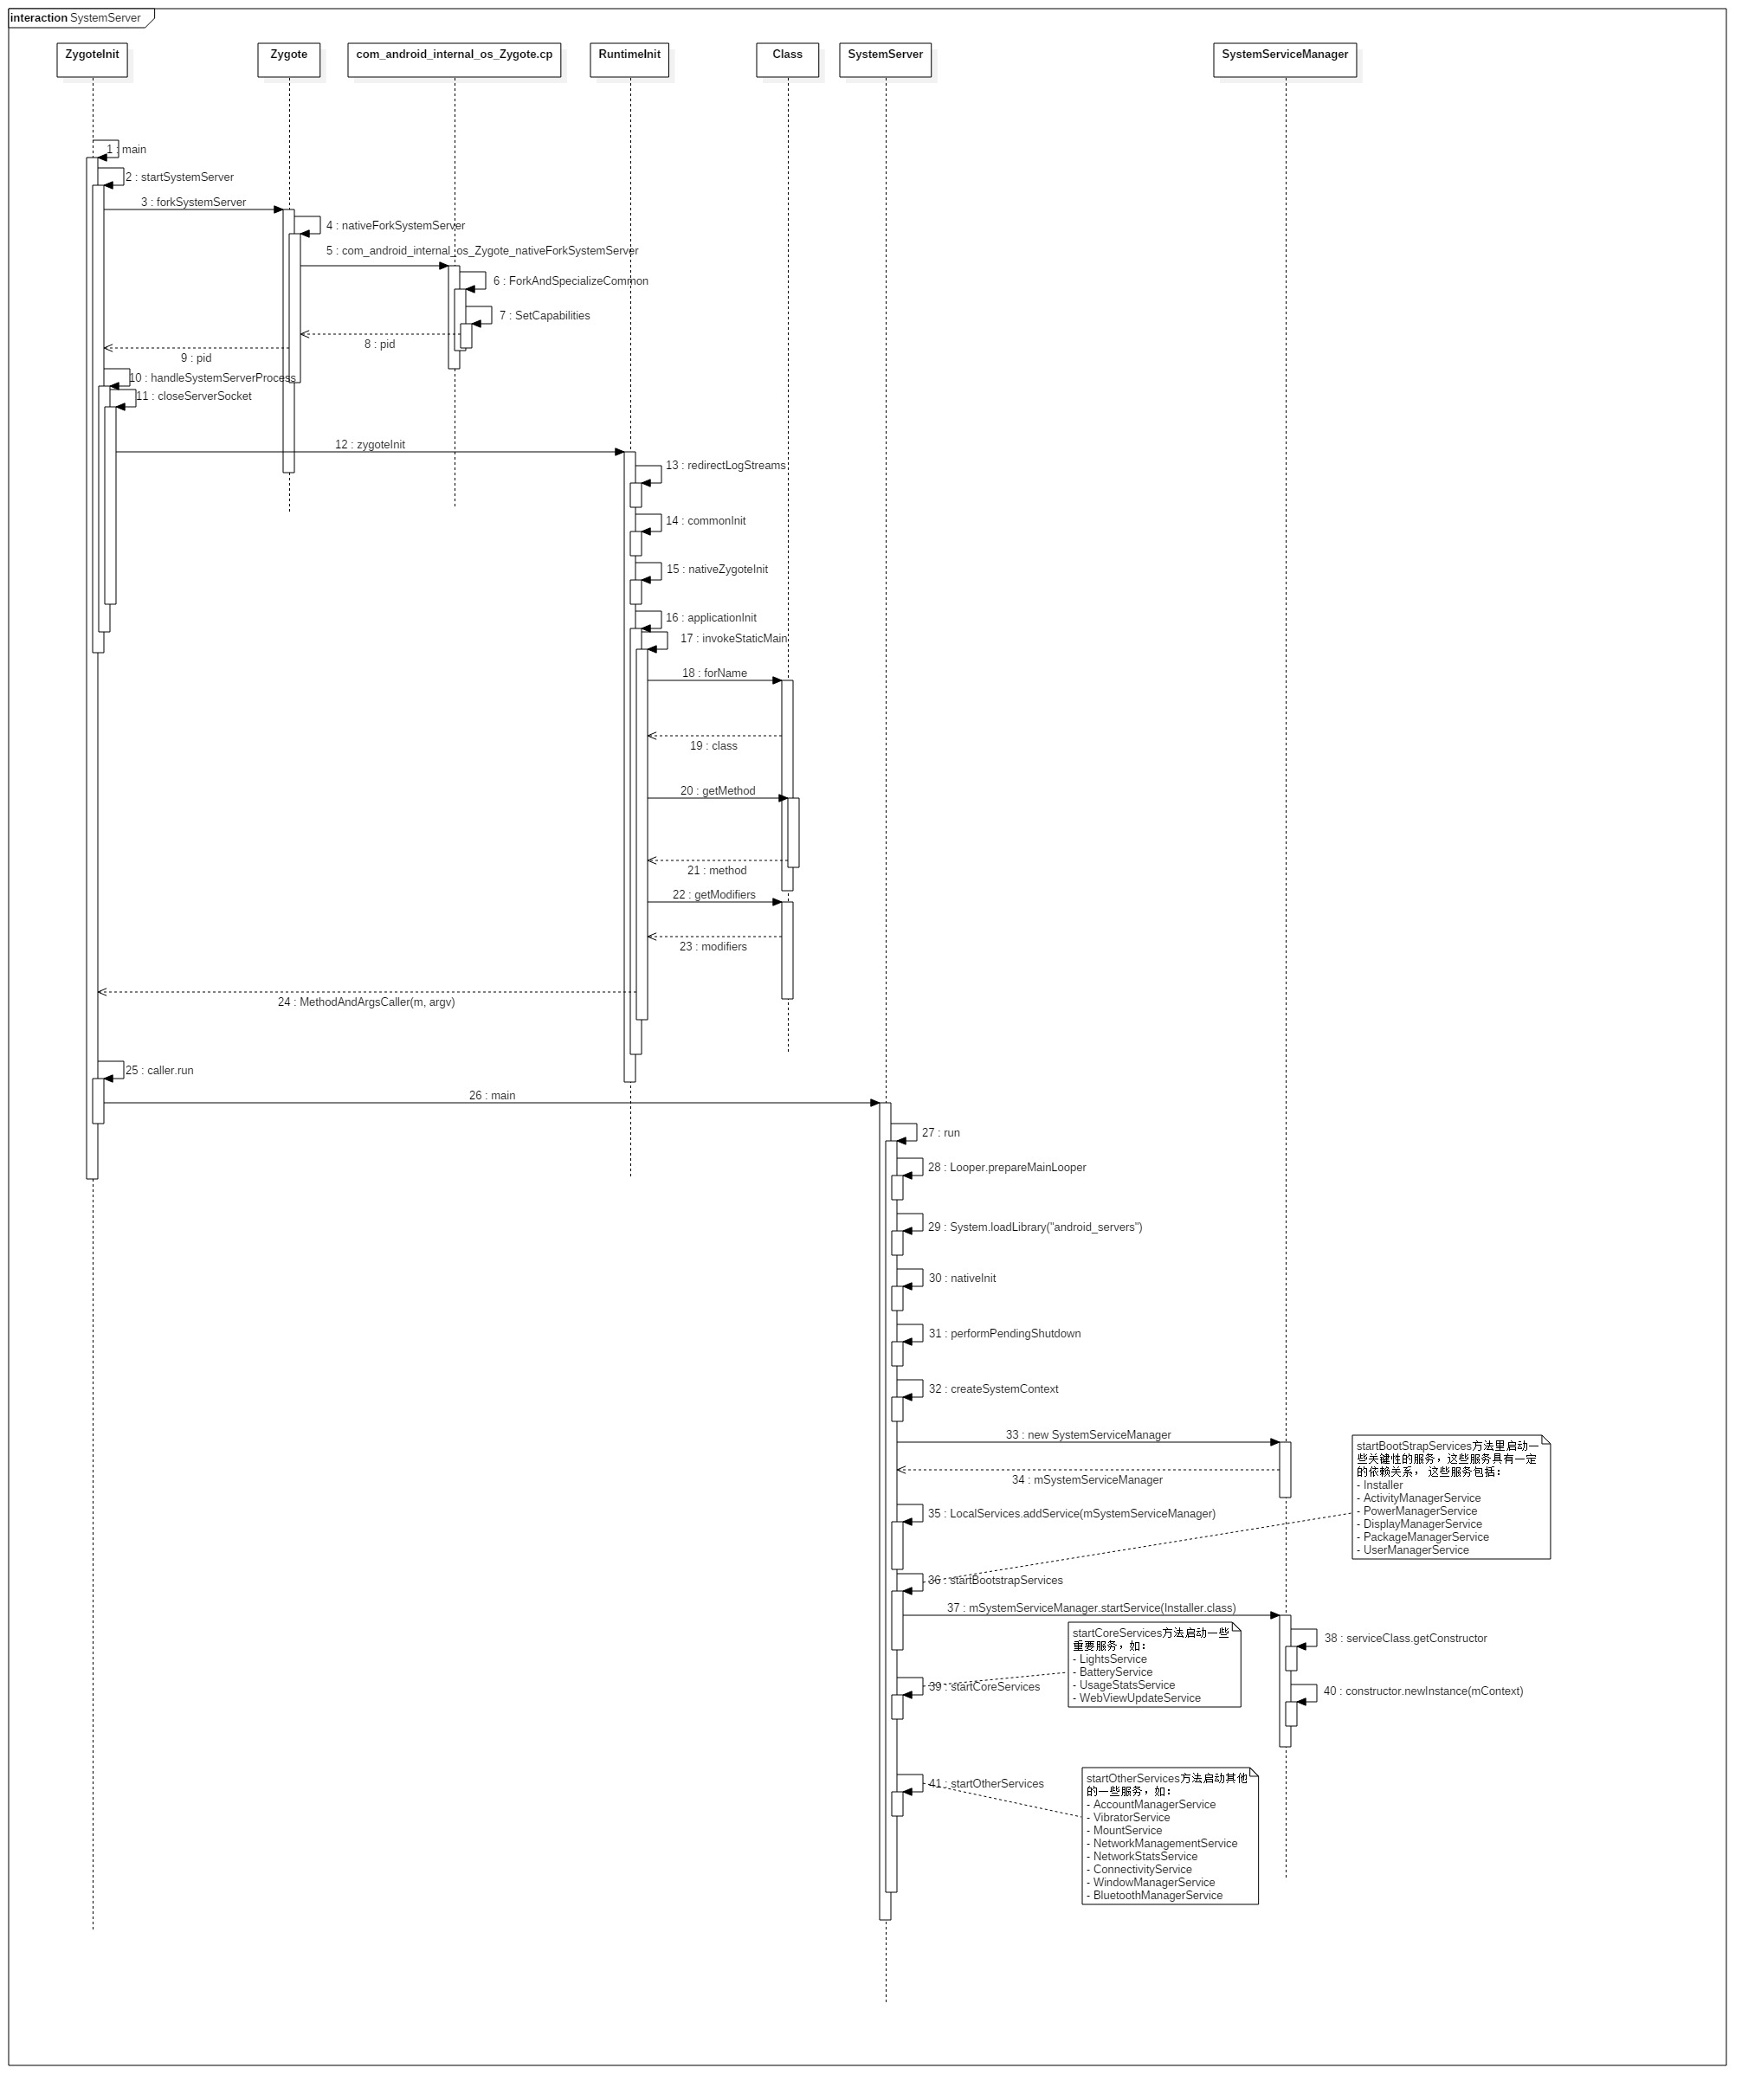 interaction SystemServer
ZygoteInit
Zygote
com_android_internal_os_Zygote.cp
RuntimeInit
Class
SystemServer
SystemServiceManager
1 : main
2 : startSystemServer
3 : forkSystemServer
4 : nativeForkSystemServer
5 : com_android_internal_os_Zygote_nativeForkSystemServer
6 : ForkAndSpecializeCommon
7 : SetCapabilities
8 : pid
9 : pid
10 : handleSystemServerProcess
11 : closeServerSocket
12 : zygoteInit
13 : redirectLogStreams
14 : commonInit
15 : nativeZygoteInit
16 : applicationInit
17 : invokeStaticMain
18 : forName
19 : class
20 : getMethod
21 : method
22 : getModifiers
23 : modifiers
24 : MethodAndArgsCaller(m, argv)
25 : caller.run
26 : main
27 : run
28 : Looper.prepareMainLooper
29 : System.loadLibrary("android_servers")
30 : nativeInit
31 : performPendingShutdown
32 : createSystemContext
33 : new SystemServiceManager
34 : mSystemServiceManager
startBootStrapServices方法里启动一
些关键性的服务，这些服务具有一定
的依赖关系， 这些服务包括：
- Installer
- ActivityManagerService
- PowerManagerService
- DisplayManagerService
- PackageManagerService
- UserManagerService
35 : LocalServices.addService(mSystemServiceManager)
36 : startBootstrapServices
37 : mSystemServiceManager.startService(Installer.class)
38 : serviceClass.getConstructor
startCoreServices方法启动一些
重要服务，如：
- LightsService
- BatteryService
- UsageStatsService
- WebViewUpdateService
39 : startCoreServices
40 : constructor.newInstance(mContext)
41 : startOtherServices
startOtherServices方法启动其他
的一些服务，如：
- AccountManagerService
- VibratorService
- MountService
- NetworkManagementService
- NetworkStatsService
- ConnectivityService
- WindowManagerService
- BluetoothManagerService